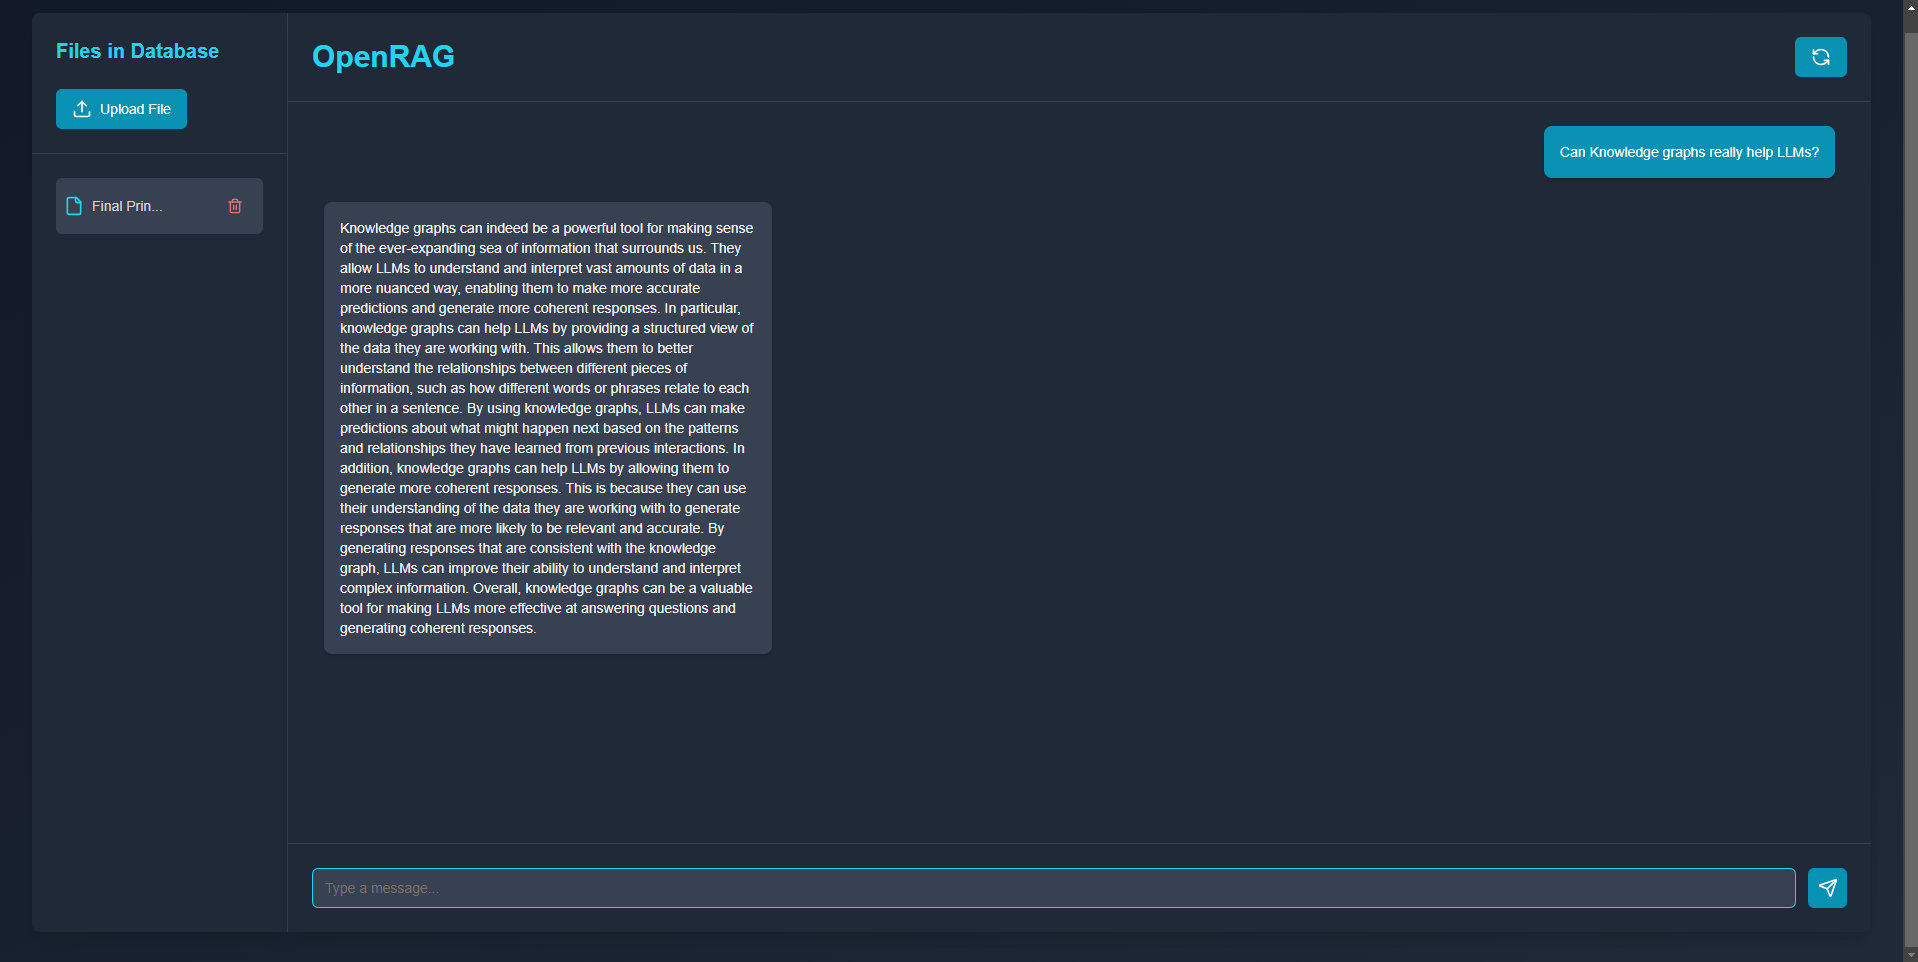 Files in Database
Upload File
Final Prin...
OpenRAG
Can Knowledge graphs really help LLMs?
Knowledge graphs can indeed be a powerful tool for making sense
of the ever-expanding sea of information that surrounds us. They
allow LLMs to understand and interpret vast amounts of data in a
more nuanced way, enabling them to make more accurate
predictions and generate more coherent responses. In particular,
knowledge graphs can help LLMs by providing a structured view of
the data they are working with. This allows them to better
understand the relationships between different pieces of
information, such as how different words or phrases relate to each
other in a sentence. By using knowledge graphs, LLMs can make
predictions about what might happen next based on the patterns
and relationships they have learned from previous interactions. In
addition, knowledge graphs can help LLMs by allowing them to
generate more coherent responses. This is because they can use
their understanding of the data they are working with to generate
responses that are more likely to be relevant and accurate. By
generating responses that are consistent with the knowledge
graph, LLMs can improve their ability to understand and interpret
complex information. Overall, knowledge graphs can be a valuable
tool for making LLMs more effective at answering questions and
generating coherent responses.
Type a message...